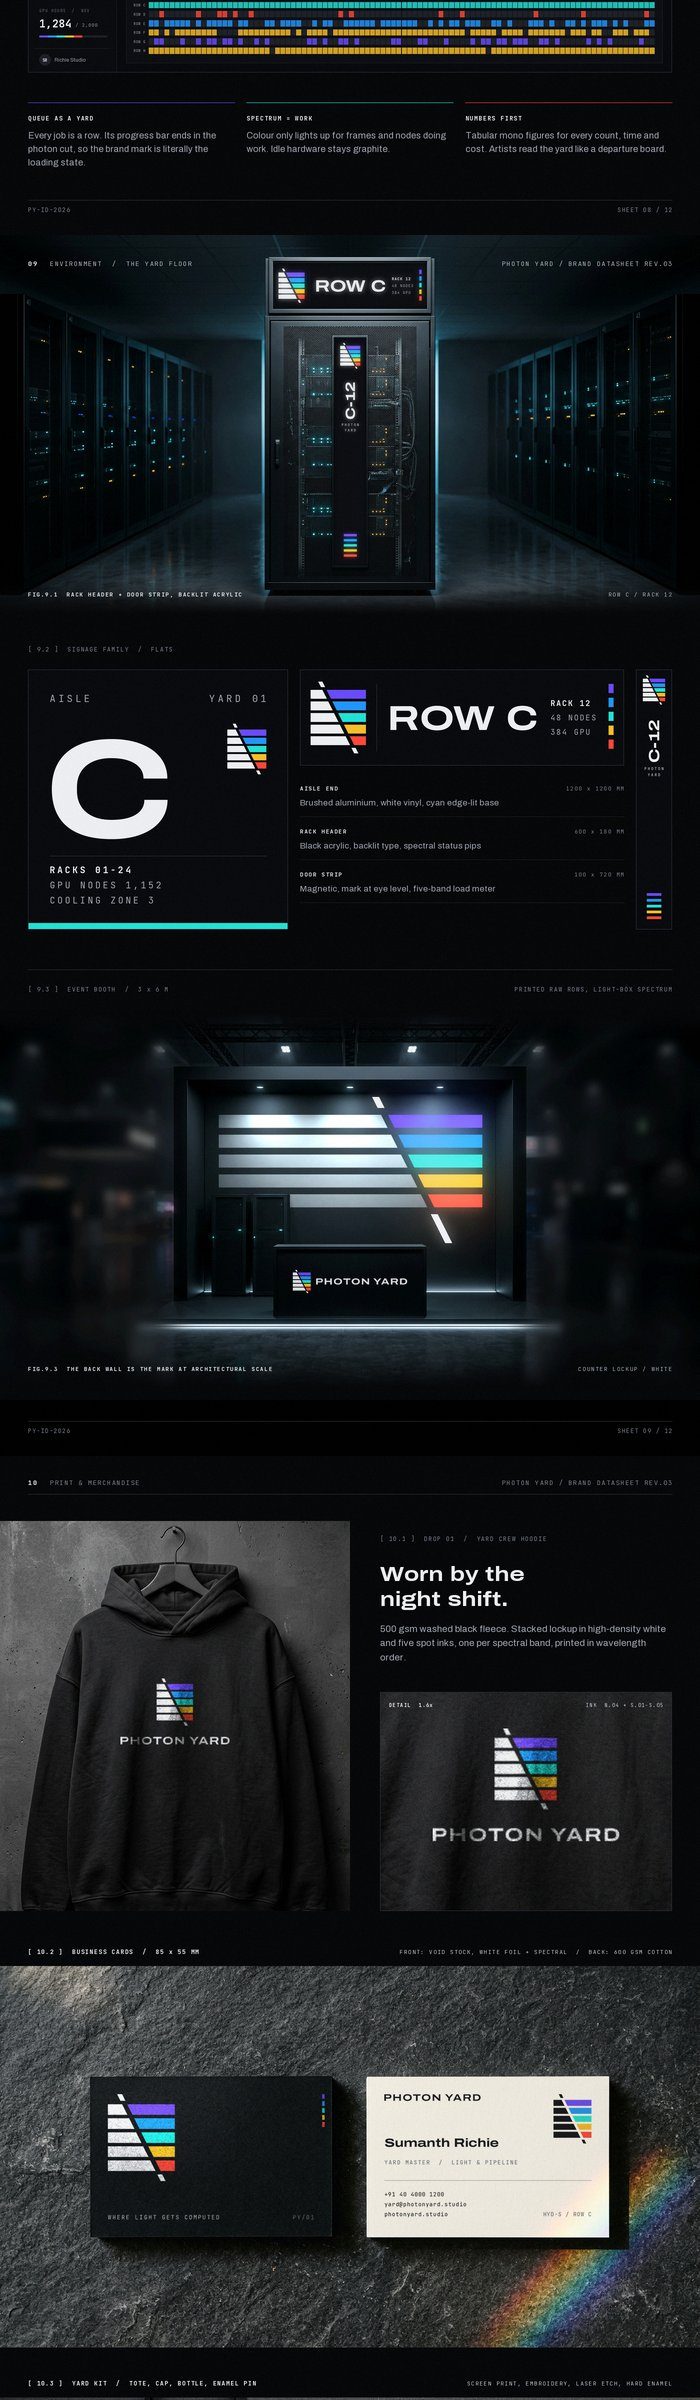 GPU HOURS / WKS
1,284 / 2,000
SR Richie Studio
QUEUE AS A YARD
Every job is a row. Its progress bar ends in the
photon cut, so the brand mark is literally the
loading state.
SPECTRUM = WORK
Colour only lights up for frames and nodes doing
work. Idle hardware stays graphite.
NUMBERS FIRST
Tabular mono figures for every count, time and
cost. Artists read the yard like a departure board.
PY-ID-2026
SHEET 08 / 12
09 ENVIRONMENT / THE YARD FLOOR
PHOTON YARD / BRAND DATASHEET REV.03
ROW C
RACK 12
48 NODES
384 GPU
C-12
PHOTON
YARD
FIG.9.1 RACK HEADER + DOOR STRIP, BACKLIT ACRYLIC
ROW C / RACK 12
[ 9.2 ] SIGNAGE FAMILY / FLATS
AISLE
YARD 01
C
RACKS 01-24
GPU NODES 1,152
COOLING ZONE 3
ROW C
RACK 12
48 NODES
384 GPU
AISLE END
1200 x 1200 MM
Brushed aluminium, white vinyl, cyan edge-lit base
RACK HEADER
600 x 180 MM
Black acrylic, backlit type, spectral status pips
DOOR STRIP
100 x 720 MM
Magnetic, mark at eye level, five-band load meter
C-12
PHOTON
YARD
[ 9.3 ] EVENT BOOTH / 3 x 6 M
PRINTED RAW ROWS, LIGHT-BOX SPECTRUM
PHOTON YARD
FIG.9.3 THE BACK WALL IS THE MARK AT ARCHITECTURAL SCALE
COUNTER LOCKUP / WHITE
PY-ID-2026
SHEET 09 / 12
10 PRINT & MERCHANDISE
PHOTON YARD / BRAND DATASHEET REV.03
PHOTON YARD
[ 10.1 ] DROP 01 / YARD CREW HOODIE
Worn by the
night shift.
500 gsm washed black fleece. Stacked lockup in high-density white
and five spot inks, one per spectral band, printed in wavelength
order.
DETAIL 1.6x
INK N.04 + S.01-S.05
PHOTON YARD
[ 10.2 ] BUSINESS CARDS / 85 x 55 MM
FRONT: VOID STOCK, WHITE FOIL + SPECTRAL / BACK: 600 GSM COTTON
WHERE LIGHT GETS COMPUTED
PY/01
PHOTON YARD
Sumanth Richie
YARD MASTER / LIGHT & PIPELINE
+91 40 4000 1200
yard@photonyard.studio
photonyard.studio
HYD-S / ROW C
[ 10.3 ] YARD KIT / TOTE, CAP, BOTTLE, ENAMEL PIN
SCREEN PRINT, EMBROIDERY, LASER ETCH, HARD ENAMEL